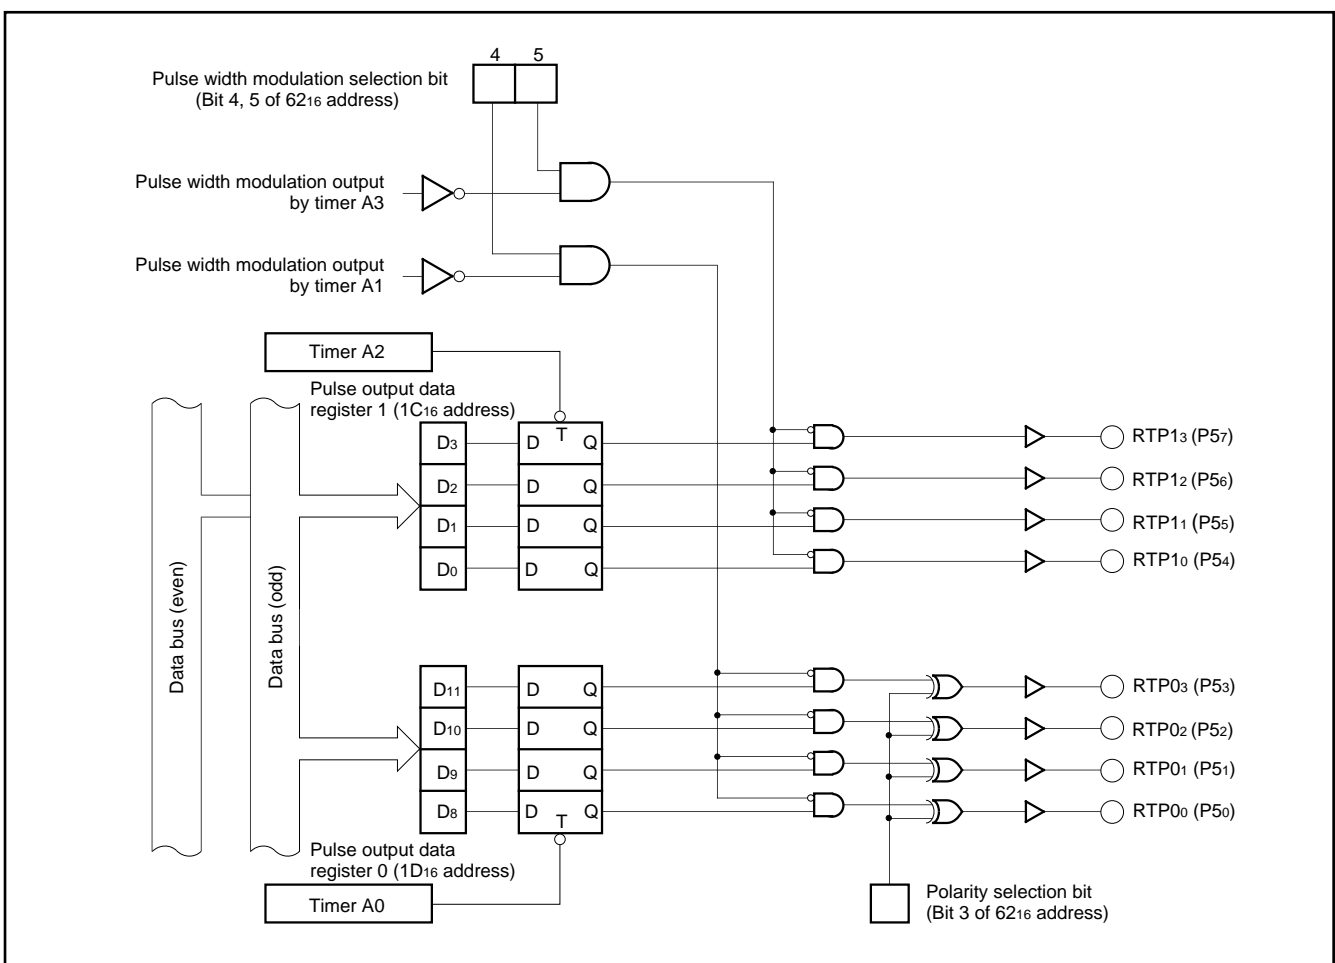 4 5
Pulse width modulation selection bit
(Bit 4, 5 of 62₁₆ address)
Pulse width modulation output
by timer A3
Pulse width modulation output
by timer A1
Timer A2
Pulse output data
register 1 (1C₁₆ address)
T
D₃ D Q
RTP1₃ (P5₇)
D₂ D Q
RTP1₂ (P5₆)
D₁ D Q
RTP1₁ (P5₅)
D₀ D Q
RTP1₀ (P5₄)
Data bus (even)
Data bus (odd)
D₁₁ D Q
RTP0₃ (P5₃)
D₁₀ D Q
RTP0₂ (P5₂)
D₉ D Q
RTP0₁ (P5₁)
D₈ D Q
RTP0₀ (P5₀)
T
Pulse output data
register 0 (1D₁₆ address)
Timer A0
Polarity selection bit
(Bit 3 of 62₁₆ address)